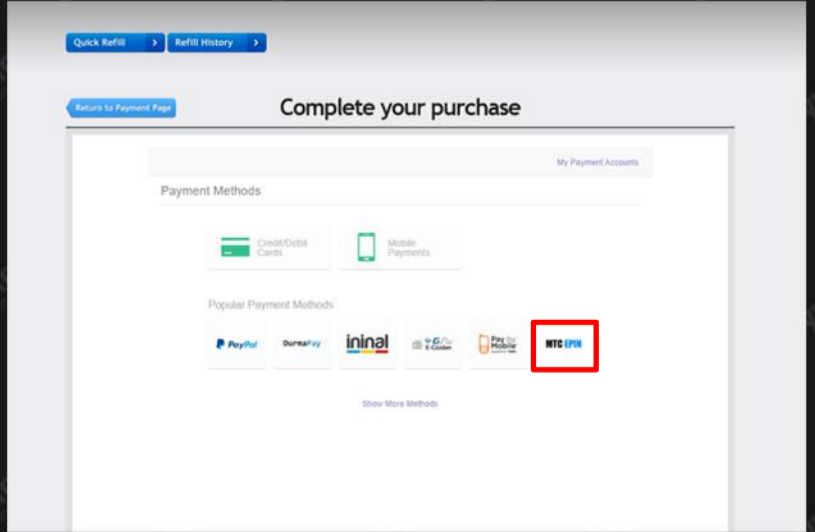 Quick Refill
Refill History
Return to Payment Page
Complete your purchase
My Payment Accounts
Payment Methods
Credit/Debit
Cards
Mobile
Payments
Popular Payment Methods
PayPal
DurmaPay
ininal
E-Cüzdan
Pay by
Mobile
MTC EPIN
Show More Methods